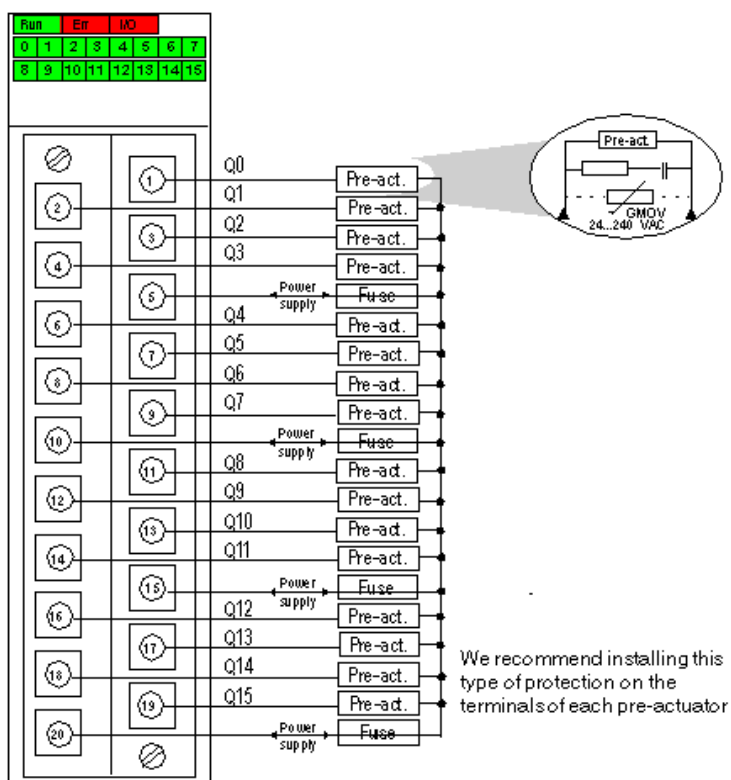 Run Err I/O
0 1 2 3 4 5 6 7
8 9 10 11 12 13 14 15
Pre-act.
GMOV
24...240 VAC
1 Q0 Pre-act.
2 Q1 Pre-act.
3 Q2 Pre-act.
4 Q3 Pre-act.
5 Power supply Fuse
6 Q4 Pre-act.
7 Q5 Pre-act.
8 Q6 Pre-act.
9 Q7 Pre-act.
10 Power supply Fuse
11 Q8 Pre-act.
12 Q9 Pre-act.
13 Q10 Pre-act.
14 Q11 Pre-act.
15 Power supply Fuse
16 Q12 Pre-act.
17 Q13 Pre-act.
18 Q14 Pre-act.
19 Q15 Pre-act.
20 Power supply Fuse
We recommend installing this
type of protection on the
terminals of each pre-actuator